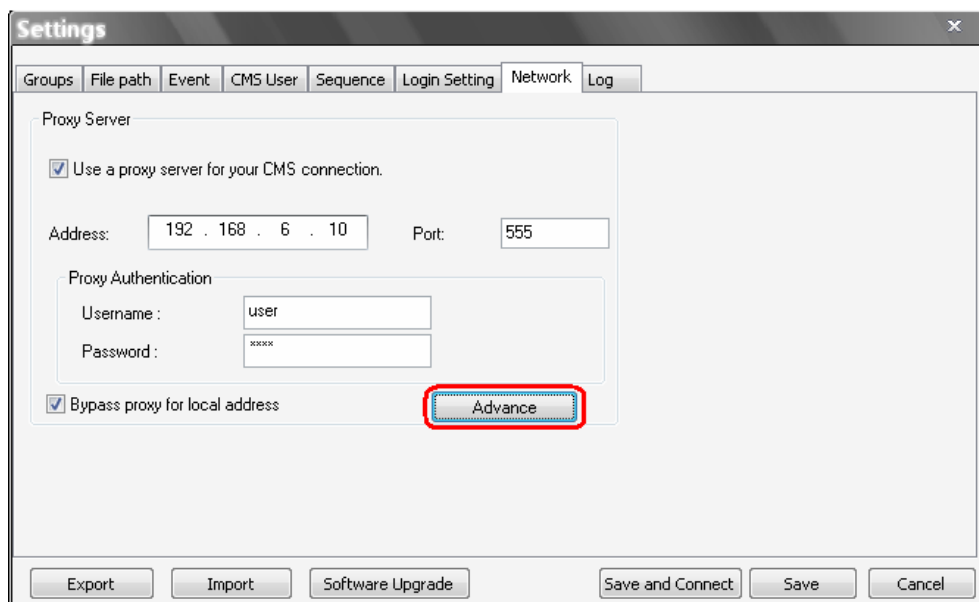 Settings
Groups File path Event CMS User Sequence Login Setting Network Log
Proxy Server
Use a proxy server for your CMS connection.
Address: 192 . 168 . 6 . 10 Port: 555
Proxy Authentication
Username : user
Password : xxxx
Bypass proxy for local address Advance
Export Import Software Upgrade Save and Connect Save Cancel